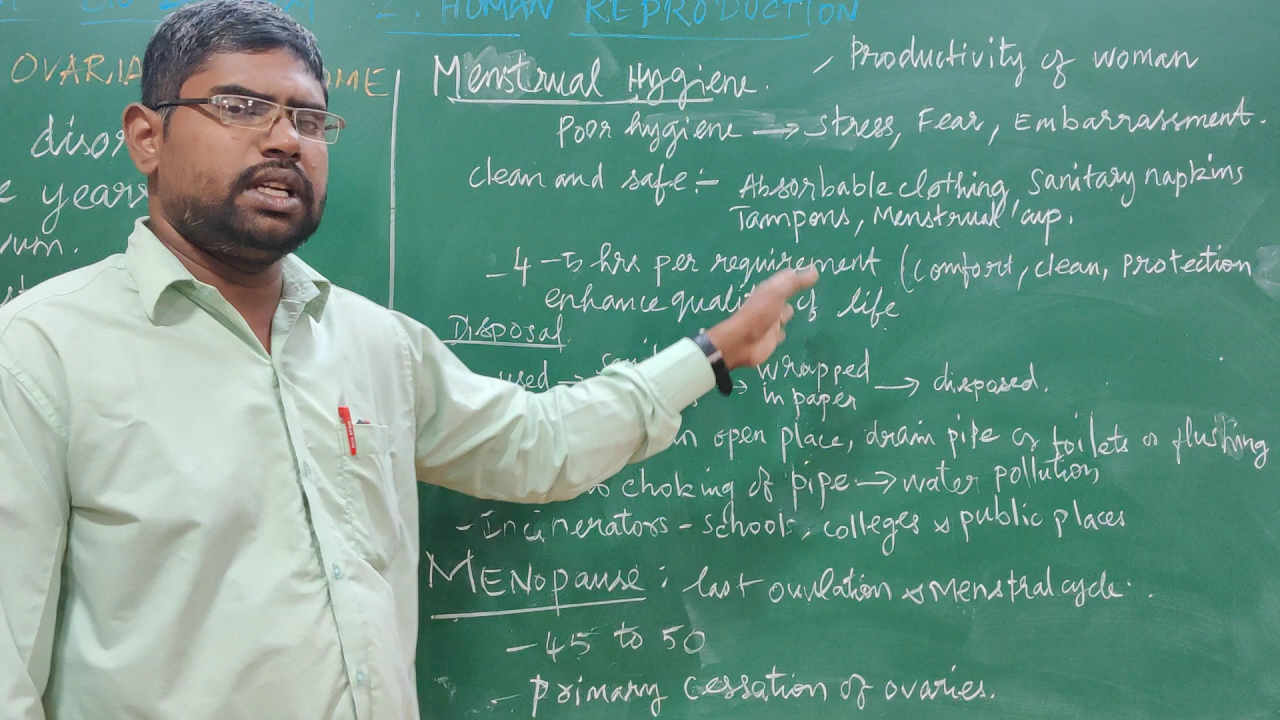 2. HUMAN REPRODUCTION
OVARIA
OME
disor
years
Menstrual Hygiene.
Productivity of woman
Poor hygiene → stress, Fear, Embarrassment.
clean and safe:- Absorbable clothing, Sanitary napkins
Tampons, Menstrual cup.
- 4-5 hrs per requirement (Comfort, clean, protection
enhance quali of life
Disposal
used → wrapped
in paper → disposed.
open place, drain pipe or toilets or flushing
choking of pipe → water pollution
- Incinerators - schools, colleges & public places
MENopause: last ovulation & Menstral cycle.
- 45 to 50
- Primary cessation of ovaries.